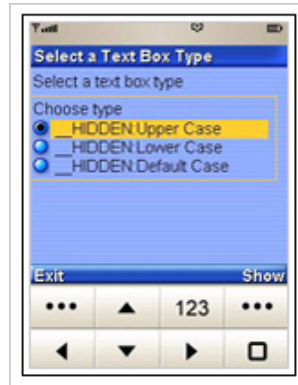 Select a Text Box Type
Select a text box type
Choose type
__HIDDEN:Upper Case
__HIDDEN:Lower Case
__HIDDEN:Default Case
Exit Show
123